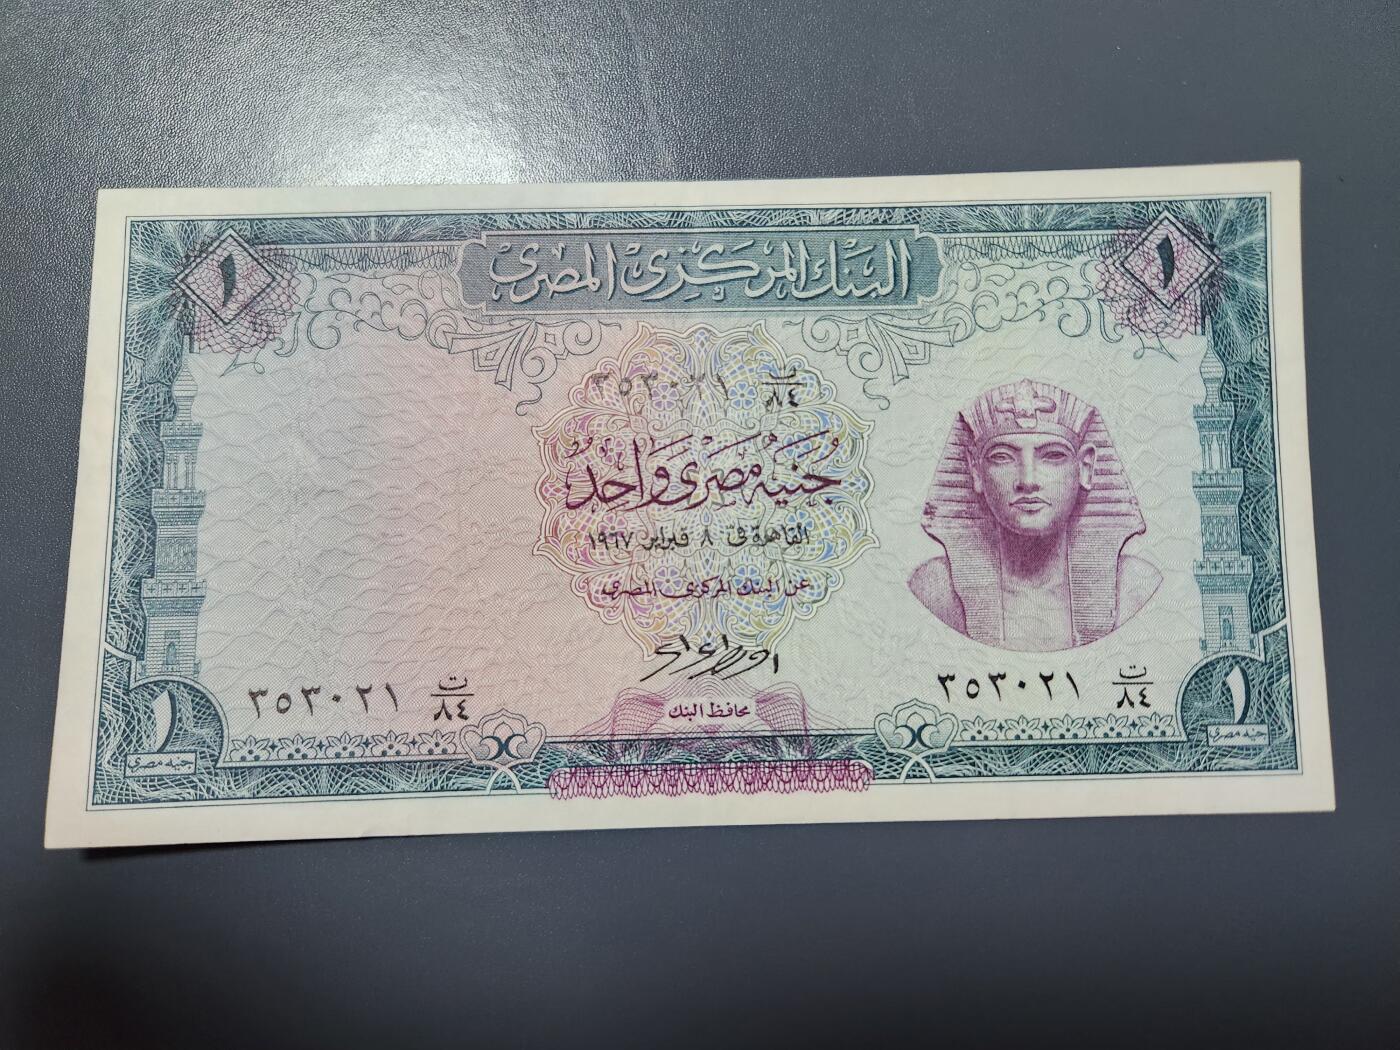 البنك المركزى المصرى
١
١
٣٥٣٠٢١ ت/٨٤
جنيه مصرى واحد
القاهرة فى ٨ فبراير ١٩٦٧
عن البنك المركزى المصرى
محافظ البنك
٣٥٣٠٢١ ت/٨٤
٣٥٣٠٢١ ت/٨٤
١
جنيه مصرى
١
جنيه مصرى